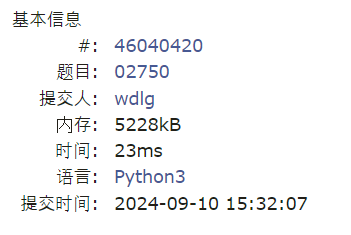 基本信息
#: 46040420
题目: 02750
提交人: wdlg
内存: 5228kB
时间: 23ms
语言: Python3
提交时间: 2024-09-10 15:32:07